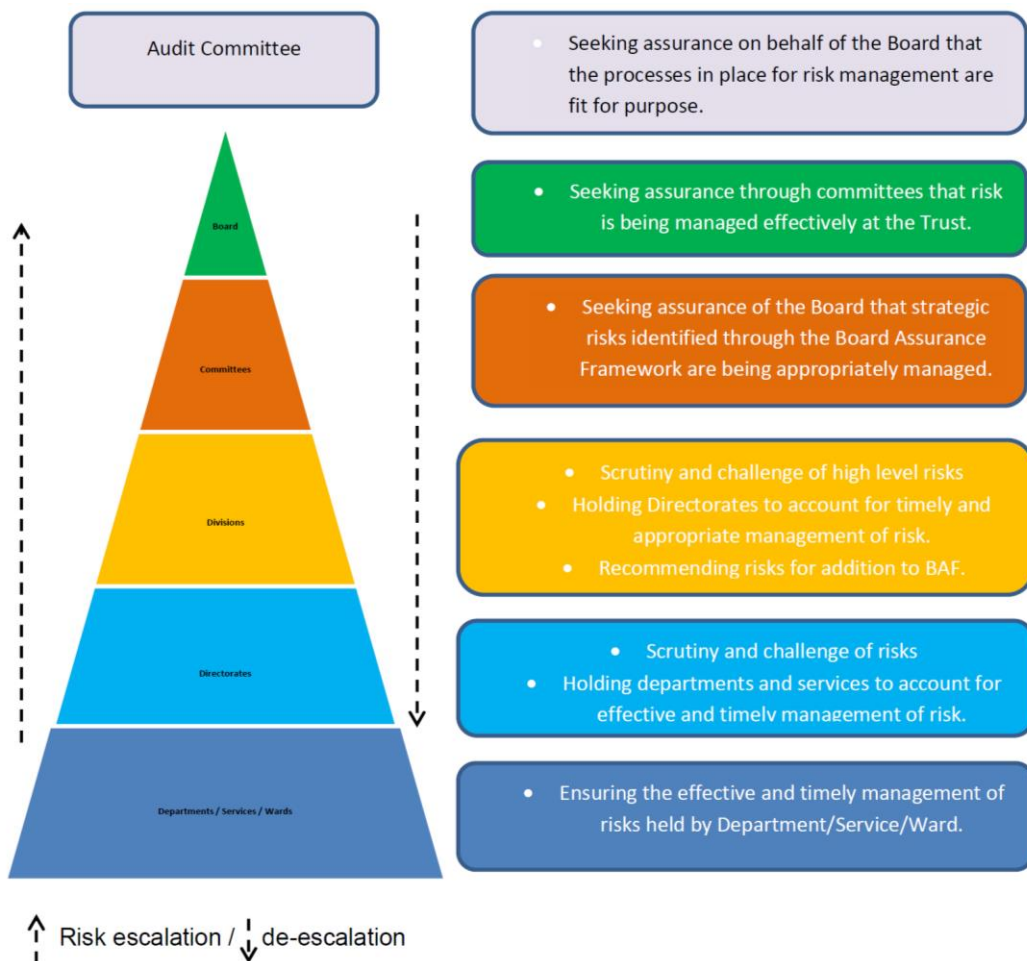 Audit Committee
• Seeking assurance on behalf of the Board that
the processes in place for risk management are
fit for purpose.
Board
• Seeking assurance through committees that risk
is being managed effectively at the Trust.
Committees
• Seeking assurance of the Board that strategic
risks identified through the Board Assurance
Framework are being appropriately managed.
Divisions
• Scrutiny and challenge of high level risks
• Holding Directorates to account for timely and
appropriate management of risk.
• Recommending risks for addition to BAF.
Directorates
• Scrutiny and challenge of risks
• Holding departments and services to account for
effective and timely management of risk.
Departments / Services / Wards
• Ensuring the effective and timely management of
risks held by Department/Service/Ward.
Risk escalation / de-escalation